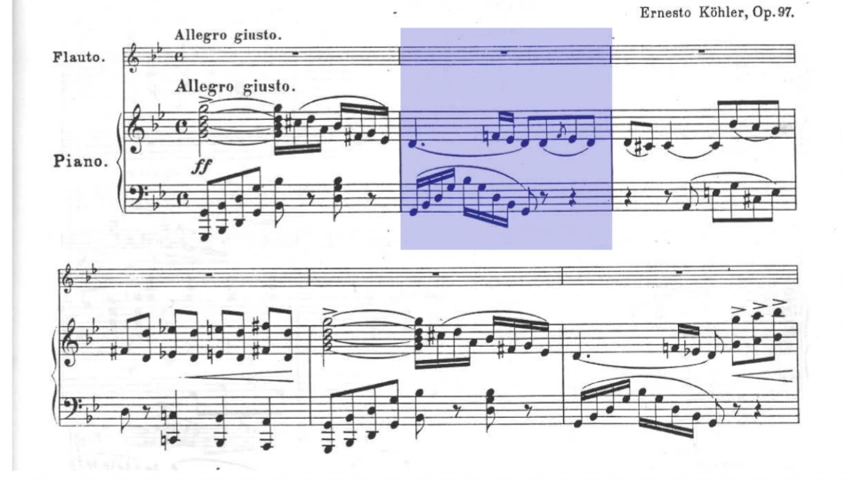 Ernesto Köhler, Op. 97.
Allegro giusto.
Flauto.
Allegro giusto.
Piano.
ff